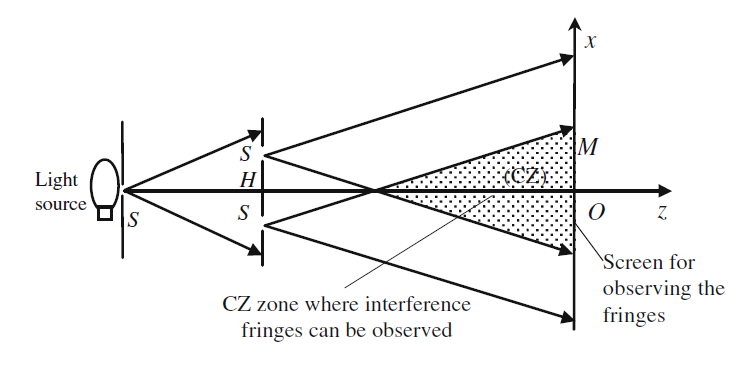 x
S
M
(CZ)
Light
source
H
S
S
O
z
Screen for
observing the
fringes
CZ zone where interference
fringes can be observed